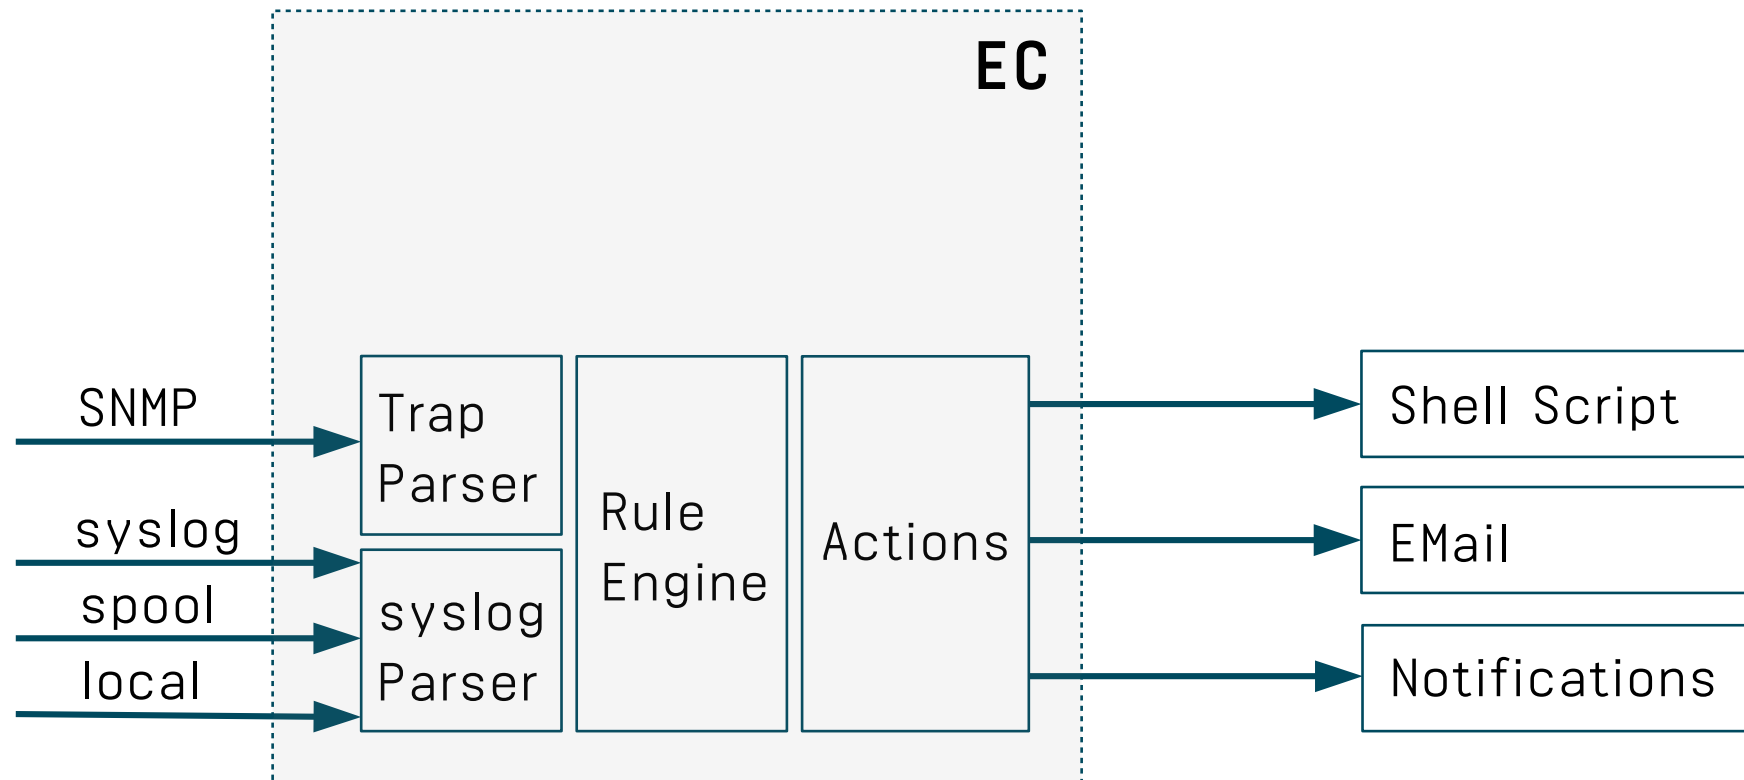 EC
SNMP
syslog
spool
local
Trap
Parser
syslog
Parser
Rule
Engine
Actions
Shell Script
EMail
Notifications